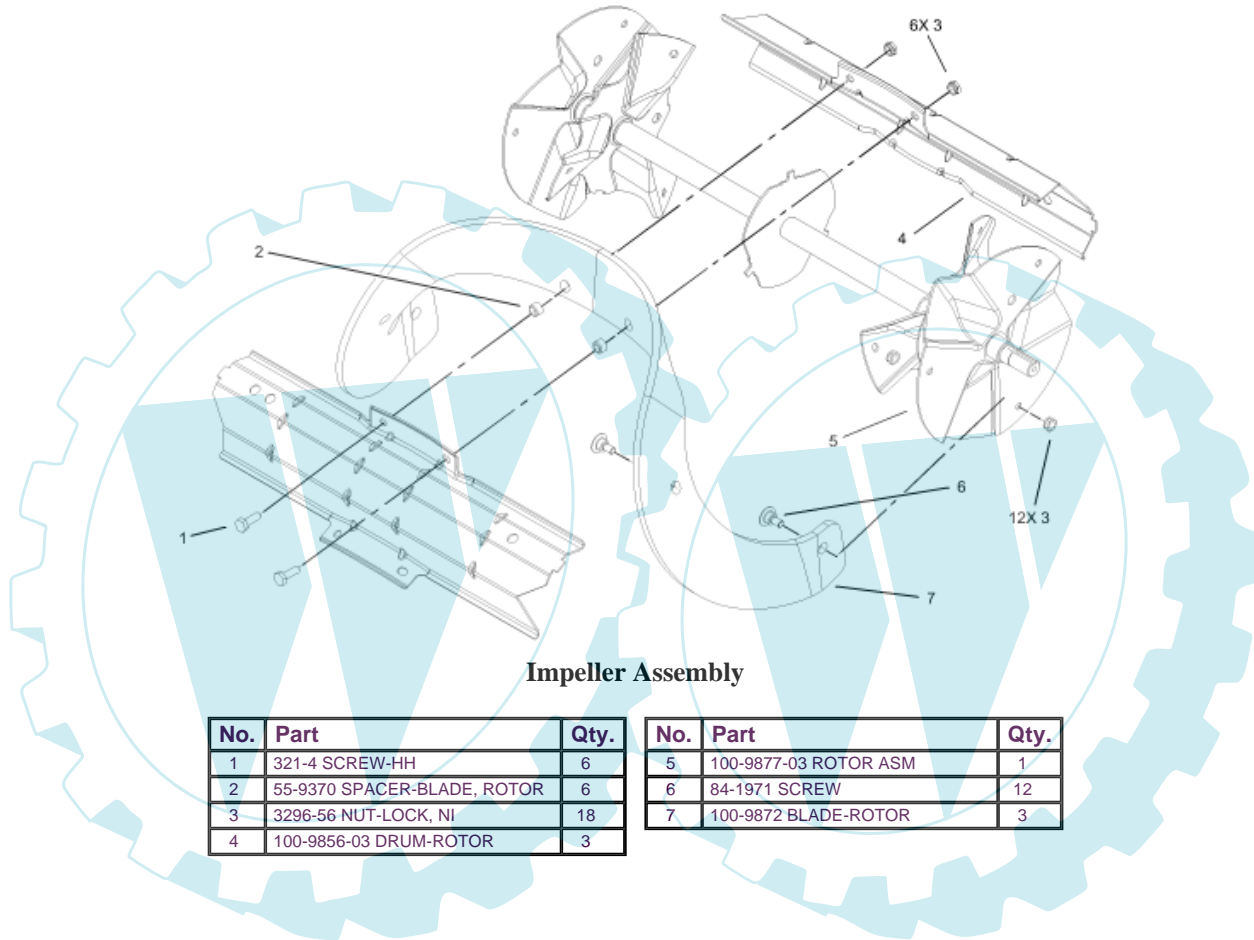 6X 3
2
4
5
1
6
12X 3
7
Impeller Assembly
No. Part Qty.
1 321-4 SCREW-HH 6
2 55-9370 SPACER-BLADE, ROTOR 6
3 3296-56 NUT-LOCK, NI 18
4 100-9856-03 DRUM-ROTOR 3
No. Part Qty.
5 100-9877-03 ROTOR ASM 1
6 84-1971 SCREW 12
7 100-9872 BLADE-ROTOR 3